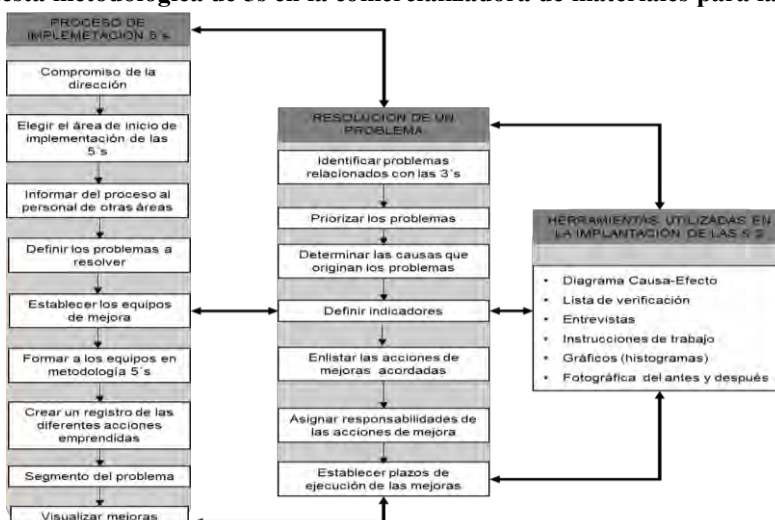 esta metodológica de 5s en la comercializadora de materiales para la
PROCESO DE
IMPLEMETACIÓN 5´s
Compromiso de la
dirección
Elegir el área de inicio de
implementación de las
5´s
Informar del proceso al
personal de otras áreas
Definir los problemas a
resolver
Establecer los equipos
de mejora
Formar a los equipos en
metodología 5´s
Crear un registro de las
diferentes acciones
emprendidas
Segmento del problema
Visualizar mejoras
RESOLUCIÓN DE UN
PROBLEMA
Identificar problemas
relacionados con las 3´s
Priorizar los problemas
Determinar las causas que
originan los problemas
Definir indicadores
Enlistar las acciones de
mejoras acordadas
Asignar responsabilidades de
las acciones de mejora
Establecer plazos de
ejecución de las mejoras
HERRAMIENTAS UTILIZADAS EN
LA IMPLANTACIÓN DE LAS 5´S
• Diagrama Causa-Efecto
• Lista de verificación
• Entrevistas
• Instrucciones de trabajo
• Gráficos (histogramas)
• Fotográfica del antes y después